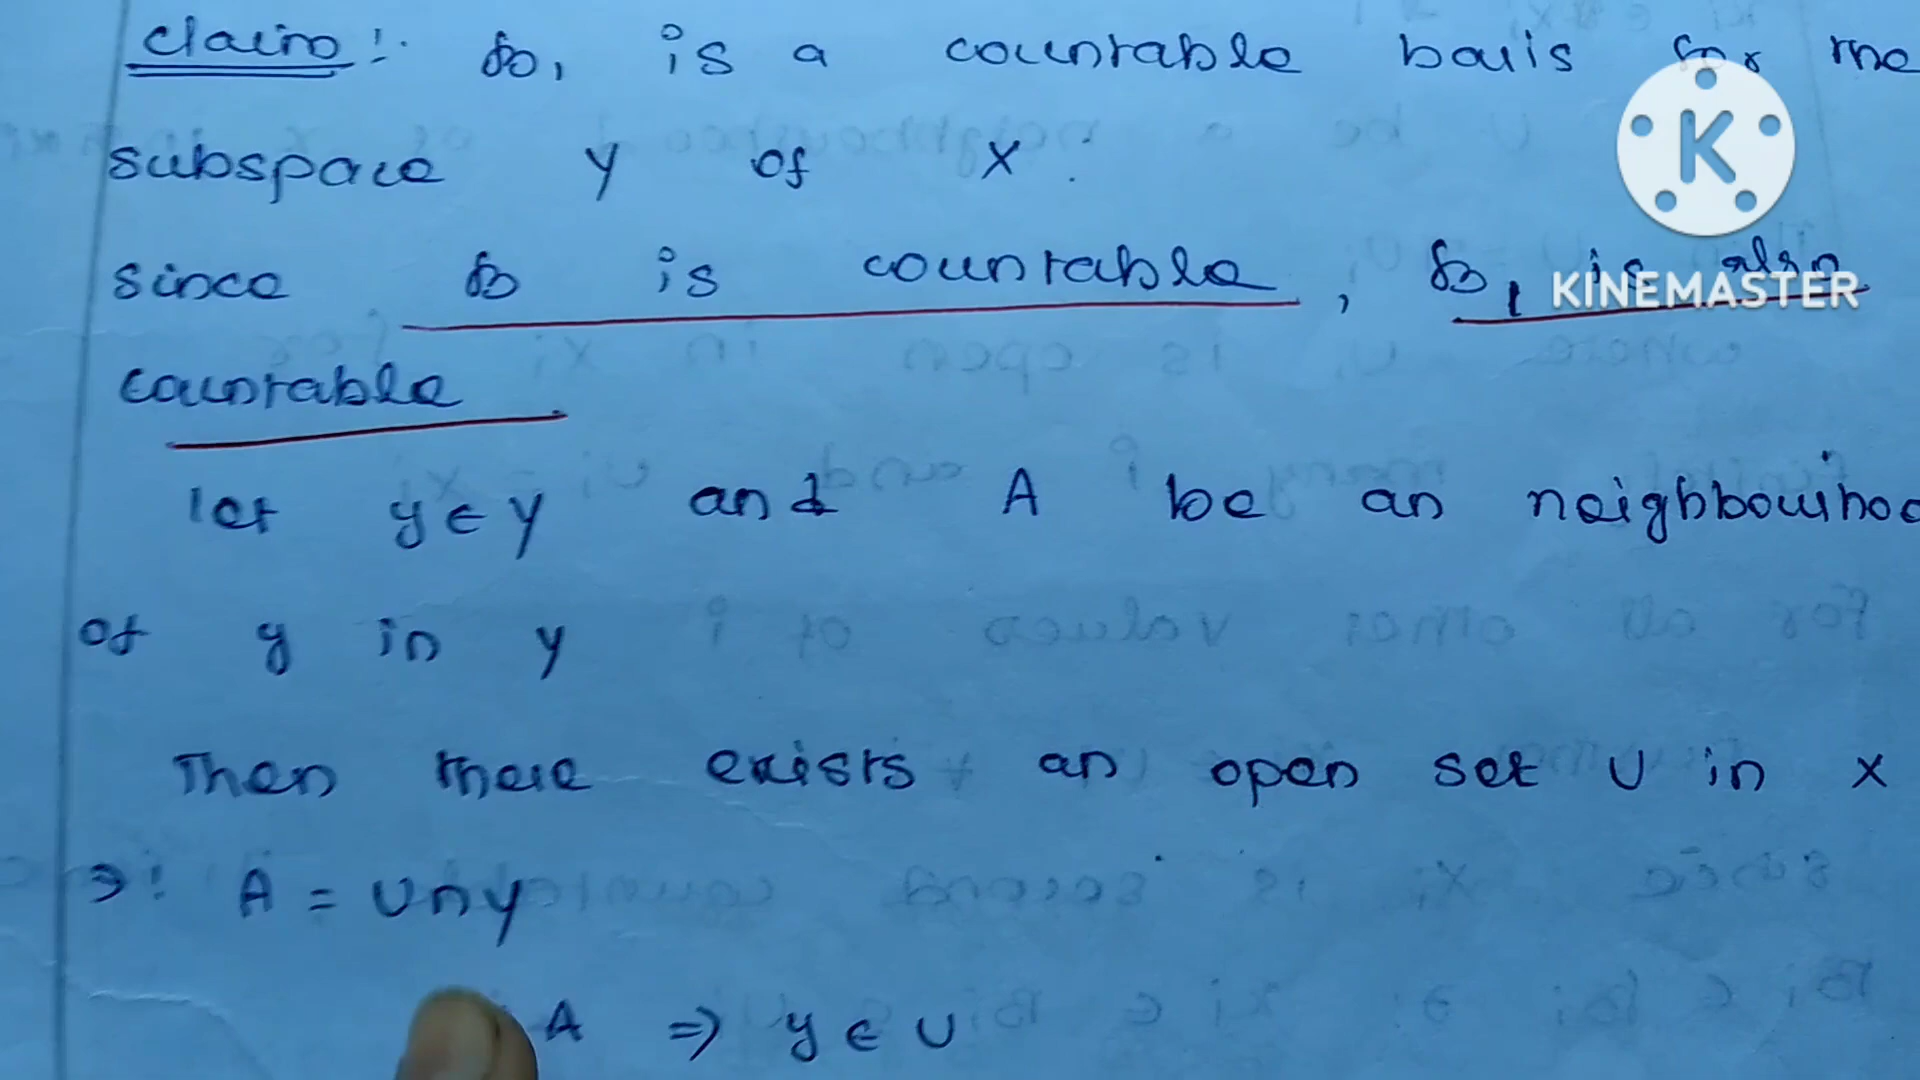 Claim :- 𝔅₁ is a countable basis for the
subspace Y of X.
since 𝔅 is countable, 𝔅₁ is also
countable
let y ∈ Y and A be an neighbourhoo
of y in Y
Then there exists an open set U in X
∋: A = U∩Y
A ⇒ y ∈ U
K
KINEMASTER